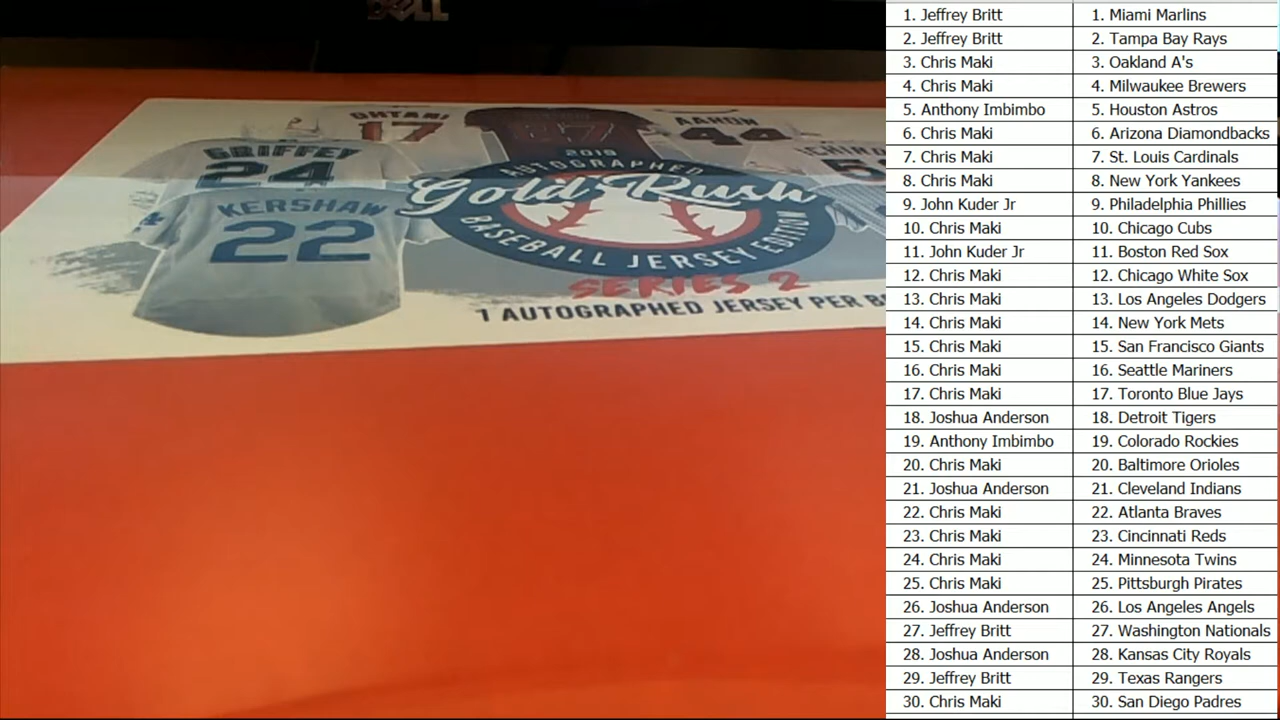 DELL
OHTANI
17
GRIFFEY
24
KERSHAW
22
AARON
44
2019
AUTOGRAPHED
Gold Rush
BASEBALL JERSEY EDITION
SERIES 2
1 AUTOGRAPHED JERSEY PER
1. Jeffrey Britt 1. Miami Marlins
2. Jeffrey Britt 2. Tampa Bay Rays
3. Chris Maki 3. Oakland A's
4. Chris Maki 4. Milwaukee Brewers
5. Anthony Imbimbo 5. Houston Astros
6. Chris Maki 6. Arizona Diamondbacks
7. Chris Maki 7. St. Louis Cardinals
8. Chris Maki 8. New York Yankees
9. John Kuder Jr 9. Philadelphia Phillies
10. Chris Maki 10. Chicago Cubs
11. John Kuder Jr 11. Boston Red Sox
12. Chris Maki 12. Chicago White Sox
13. Chris Maki 13. Los Angeles Dodgers
14. Chris Maki 14. New York Mets
15. Chris Maki 15. San Francisco Giants
16. Chris Maki 16. Seattle Mariners
17. Chris Maki 17. Toronto Blue Jays
18. Joshua Anderson 18. Detroit Tigers
19. Anthony Imbimbo 19. Colorado Rockies
20. Chris Maki 20. Baltimore Orioles
21. Joshua Anderson 21. Cleveland Indians
22. Chris Maki 22. Atlanta Braves
23. Chris Maki 23. Cincinnati Reds
24. Chris Maki 24. Minnesota Twins
25. Chris Maki 25. Pittsburgh Pirates
26. Joshua Anderson 26. Los Angeles Angels
27. Jeffrey Britt 27. Washington Nationals
28. Joshua Anderson 28. Kansas City Royals
29. Jeffrey Britt 29. Texas Rangers
30. Chris Maki 30. San Diego Padres